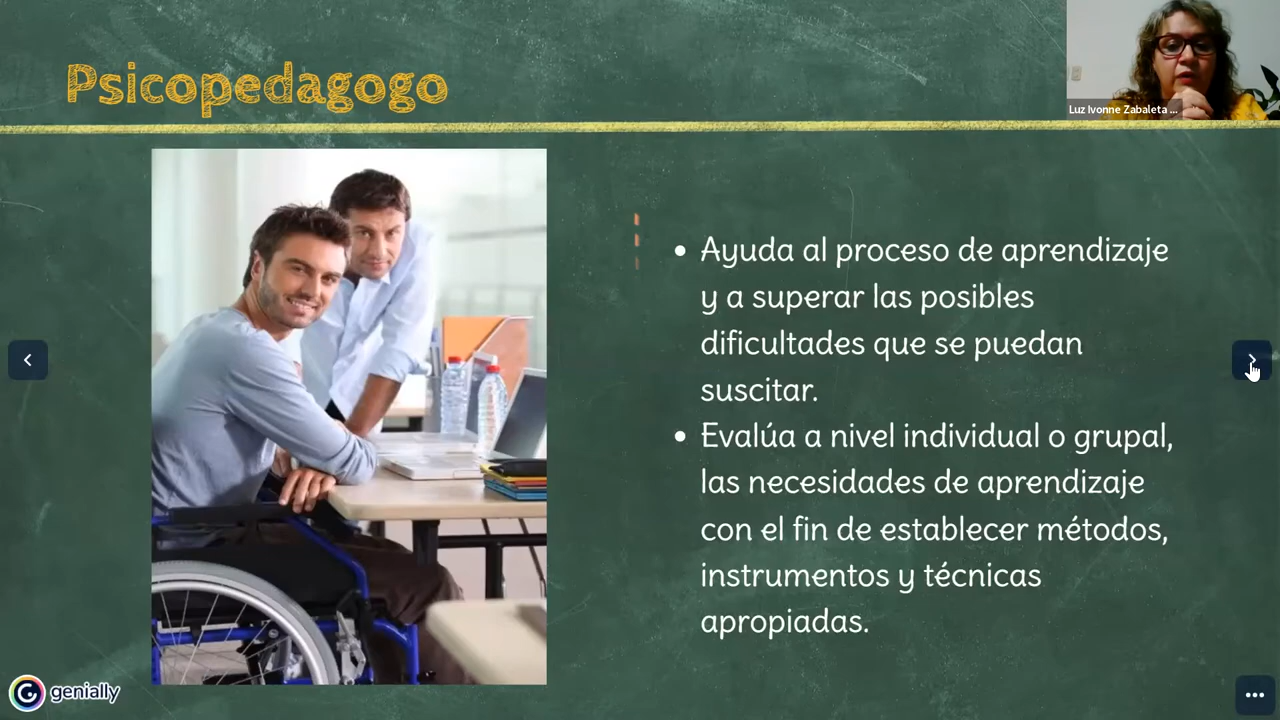 Psicopedagogo
Luz Ivonne Zabaleta ...
• Ayuda al proceso de aprendizaje
y a superar las posibles
dificultades que se puedan
suscitar.
• Evalúa a nivel individual o grupal,
las necesidades de aprendizaje
con el fin de establecer métodos,
instrumentos y técnicas
apropiadas.
genially